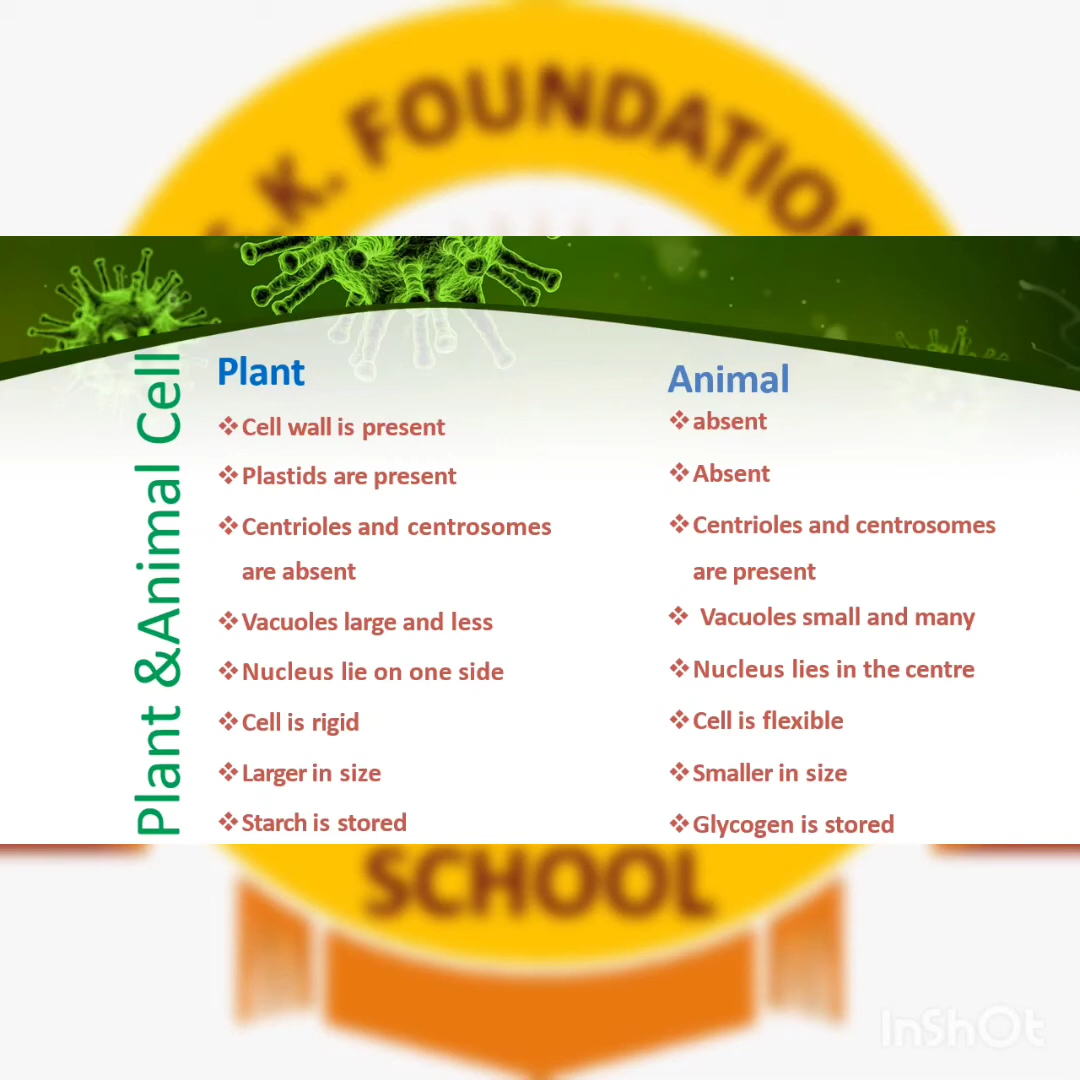 .K. FOUNDATION
Plant &Animal Cell
Plant
❖Cell wall is present
❖Plastids are present
❖Centrioles and centrosomes
are absent
❖Vacuoles large and less
❖Nucleus lie on one side
❖Cell is rigid
❖Larger in size
❖Starch is stored
Animal
❖absent
❖Absent
❖Centrioles and centrosomes
are present
❖ Vacuoles small and many
❖Nucleus lies in the centre
❖Cell is flexible
❖Smaller in size
❖Glycogen is stored
SCHOOL
InShOt